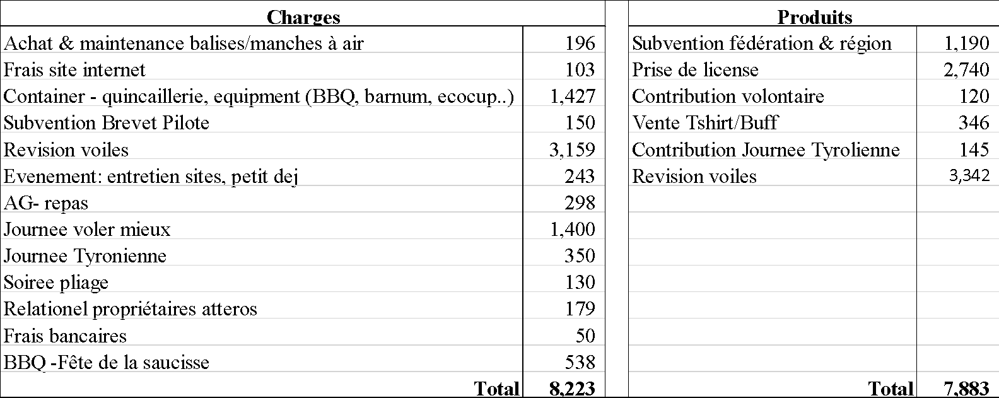 Charges Produits
Achat & maintenance balises/manches à air 196 Subvention fédération & région 1,190
Frais site internet 103 Prise de license 2,740
Container - quincaillerie, equipment (BBQ, barnum, ecocup..) 1,427 Contribution volontaire 120
Subvention Brevet Pilote 150 Vente Tshirt/Buff 346
Revision voiles 3,159 Contribution Journee Tyrolienne 145
Evenement: entretien sites, petit dej 243 Revision voiles 3,342
AG- repas 298
Journee voler mieux 1,400
Journee Tyronienne 350
Soiree pliage 130
Relationel propriétaires atteros 179
Frais bancaires 50
BBQ -Fête de la saucisse 538
Total 8,223 Total 7,883